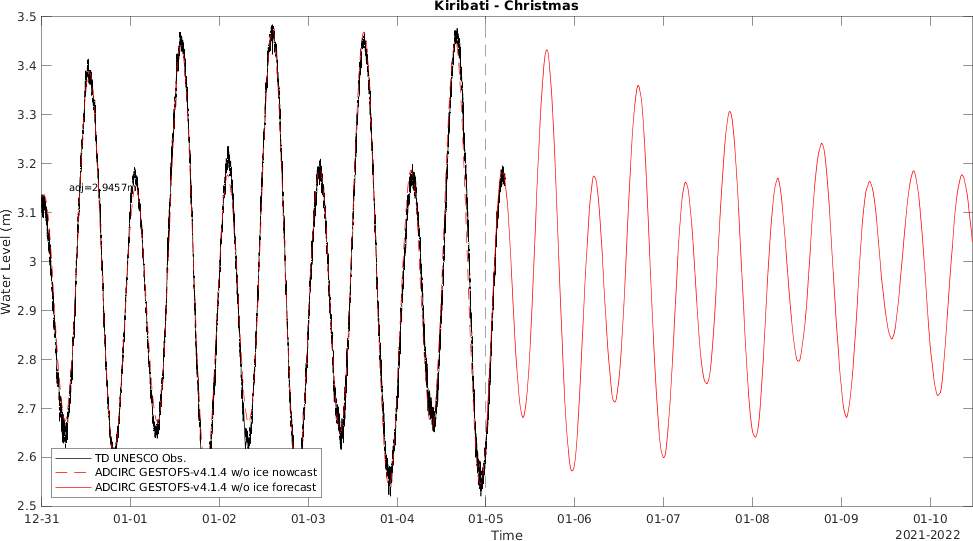 Kiribati - Christmas
Water Level (m)
3.5
3.4
3.3
3.2
3.1
3
2.9
2.8
2.7
2.6
2.5
adj=2.9457m
TD UNESCO Obs.
ADCIRC GESTOFS-v4.1.4 w/o ice nowcast
ADCIRC GESTOFS-v4.1.4 w/o ice forecast
12-31 01-01 01-02 01-03 01-04 01-05 01-06 01-07 01-08 01-09 01-10
Time
2021-2022